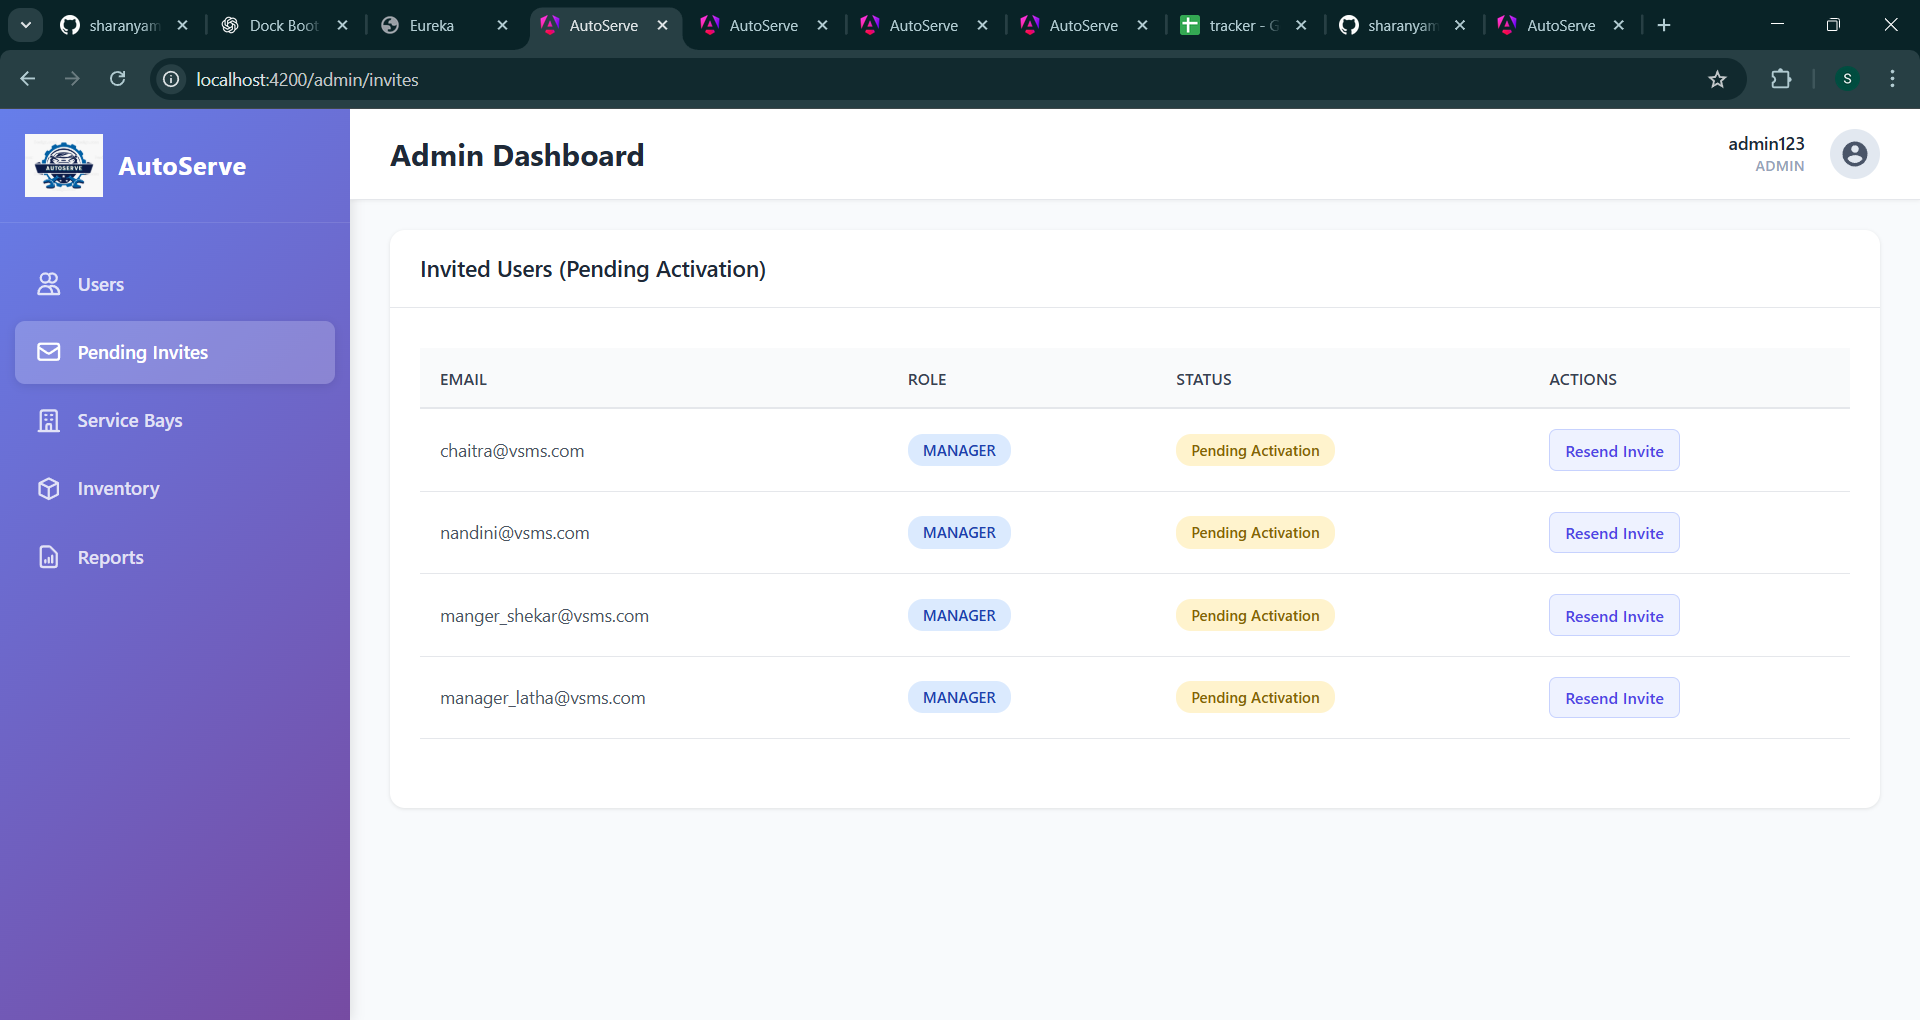 sharanyam
Dock Boot
Eureka
AutoServe
AutoServe
AutoServe
AutoServe
tracker - G
sharanyam
AutoServe
localhost:4200/admin/invites
S
AUTOSERVE
AutoServe
Admin Dashboard
admin123
ADMIN
Users
Pending Invites
Service Bays
Inventory
Reports
Invited Users (Pending Activation)
EMAIL ROLE STATUS ACTIONS
chaitra@vsms.com MANAGER Pending Activation Resend Invite
nandini@vsms.com MANAGER Pending Activation Resend Invite
manger_shekar@vsms.com MANAGER Pending Activation Resend Invite
manager_latha@vsms.com MANAGER Pending Activation Resend Invite